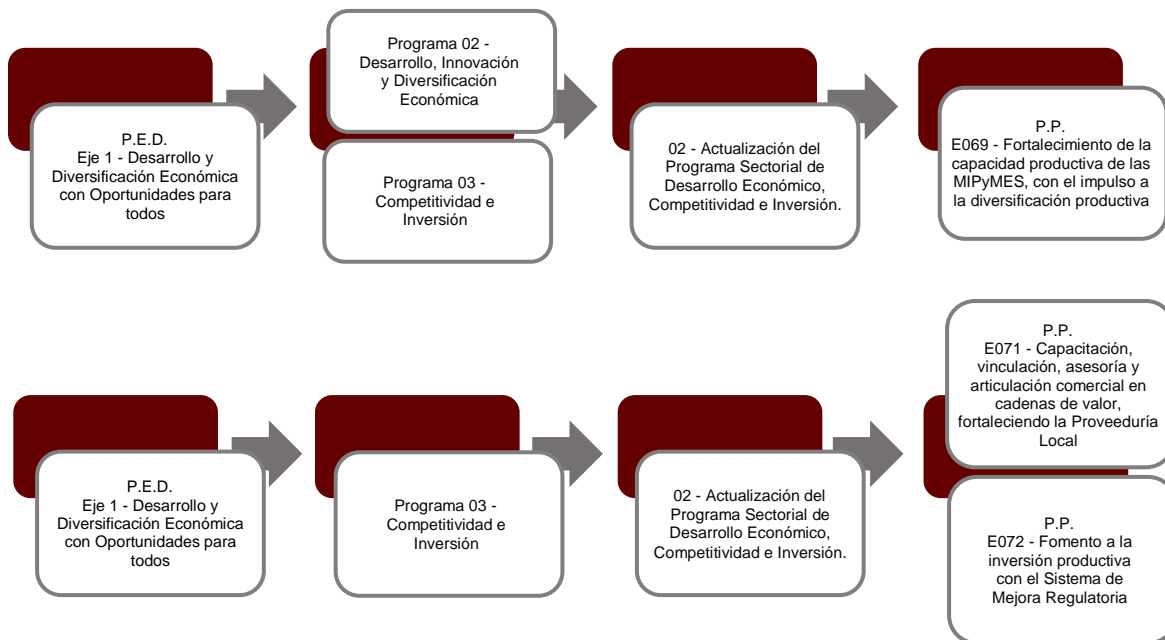 P.E.D.
Eje 1 - Desarrollo y
Diversificación Económica
con Oportunidades para
todos
Programa 02 -
Desarrollo, Innovación
y Diversificación
Económica
Programa 03 -
Competitividad e
Inversión
02 - Actualización del
Programa Sectorial de
Desarrollo Económico,
Competitividad e Inversión.
P.P.
E069 - Fortalecimiento de la
capacidad productiva de las
MIPyMES, con el impulso a
la diversificación productiva
P.E.D.
Eje 1 - Desarrollo y
Diversificación Económica
con Oportunidades para
todos
Programa 03 -
Competitividad e
Inversión
02 - Actualización del
Programa Sectorial de
Desarrollo Económico,
Competitividad e Inversión.
P.P.
E071 - Capacitación,
vinculación, asesoría y
articulación comercial en
cadenas de valor,
fortaleciendo la Proveeduría
Local
P.P.
E072 - Fomento a la
inversión productiva
con el Sistema de
Mejora Regulatoria